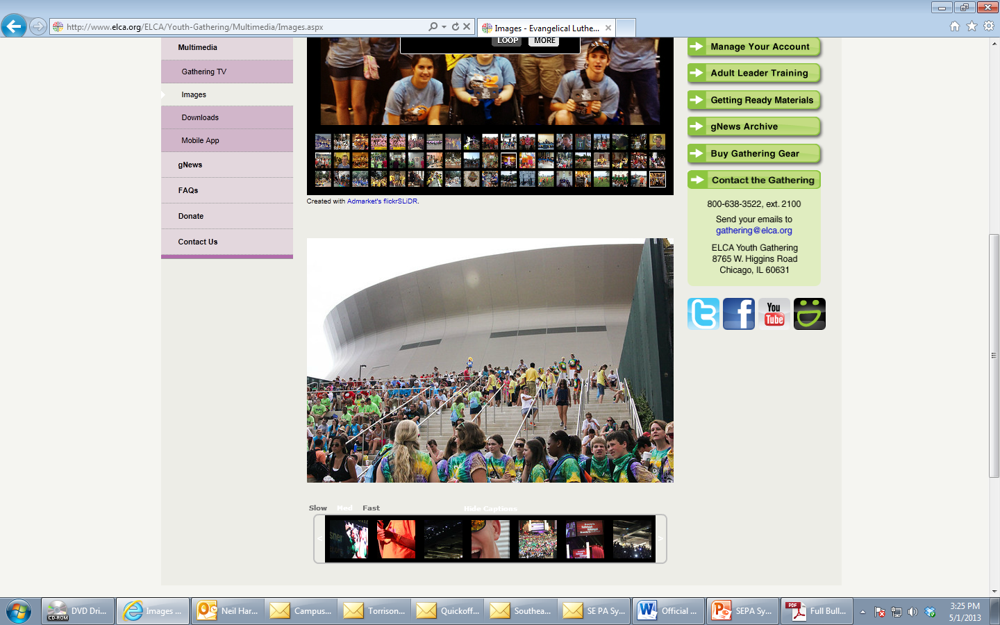 http://www.elca.org/ELCA/Youth-Gathering/Multimedia/Images.aspx
Images - Evangelical Luthe...
Multimedia
Gathering TV
Images
Downloads
Mobile App
gNews
FAQs
Donate
Contact Us
LOOP
MORE
Created with Admarket's flickrSLiDR.
Slow
Med
Fast
Hide Captions
<
>
Manage Your Account
Adult Leader Training
Getting Ready Materials
gNews Archive
Buy Gathering Gear
Contact the Gathering
800-638-3522, ext. 2100
Send your emails to
gathering@elca.org
ELCA Youth Gathering
8765 W. Higgins Road
Chicago, IL 60631
You
Tube
CD-ROM
DVD Dri...
Images ...
Neil Har...
Campus...
Torrison...
Quickoff...
Southea...
SE PA Sy...
Official ...
SEPA Sy...
PDF
Full Bull...
3:25 PM
5/1/2013